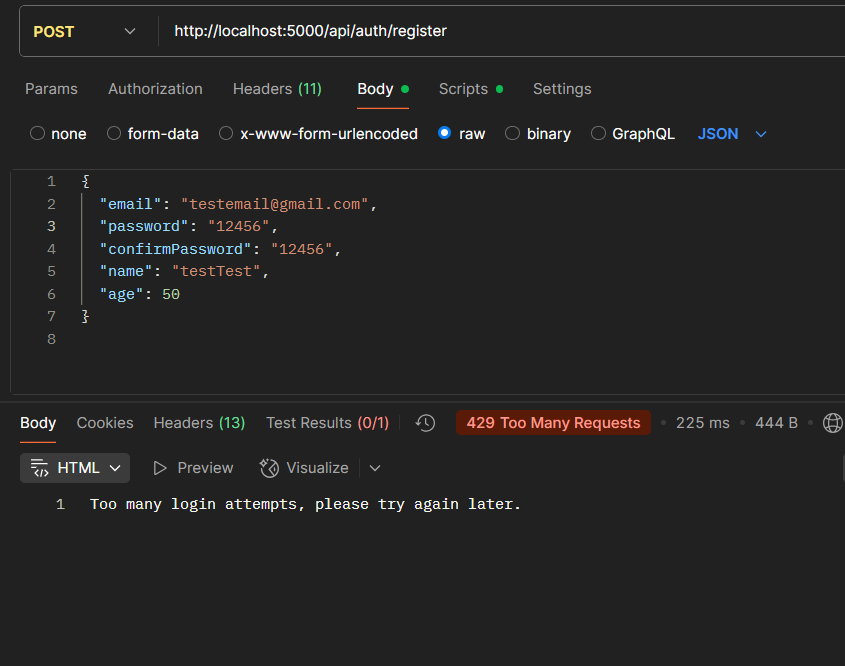 POST http://localhost:5000/api/auth/register
Params Authorization Headers (11) Body Scripts Settings
none form-data x-www-form-urlencoded raw binary GraphQL JSON
1 {
2 "email": "testemail@gmail.com",
3 "password": "12456",
4 "confirmPassword": "12456",
5 "name": "testTest",
6 "age": 50
7 }
8
Body Cookies Headers (13) Test Results (0/1) 429 Too Many Requests • 225 ms • 444 B •
HTML Preview Visualize
1 Too many login attempts, please try again later.